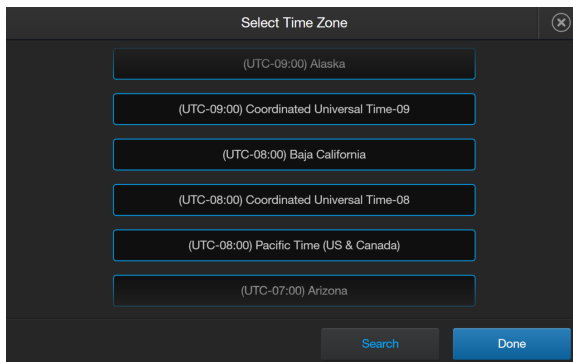 Select Time Zone
(UTC-09:00) Alaska
(UTC-09:00) Coordinated Universal Time-09
(UTC-08:00) Baja California
(UTC-08:00) Coordinated Universal Time-08
(UTC-08:00) Pacific Time (US & Canada)
(UTC-07:00) Arizona
Search
Done